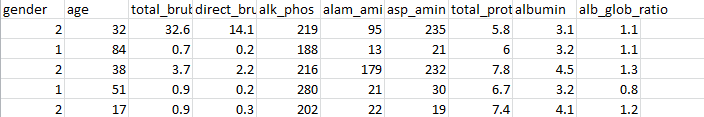 gender age total_brub direct_bru alk_phos alam_ami asp_amin total_prot albumin alb_glob_ratio
2 32 32.6 14.1 219 95 235 5.8 3.1 1.1
1 84 0.7 0.2 188 13 21 6 3.2 1.1
2 38 3.7 2.2 216 179 232 7.8 4.5 1.3
1 51 0.9 0.2 280 21 30 6.7 3.2 0.8
2 17 0.9 0.3 202 22 19 7.4 4.1 1.2